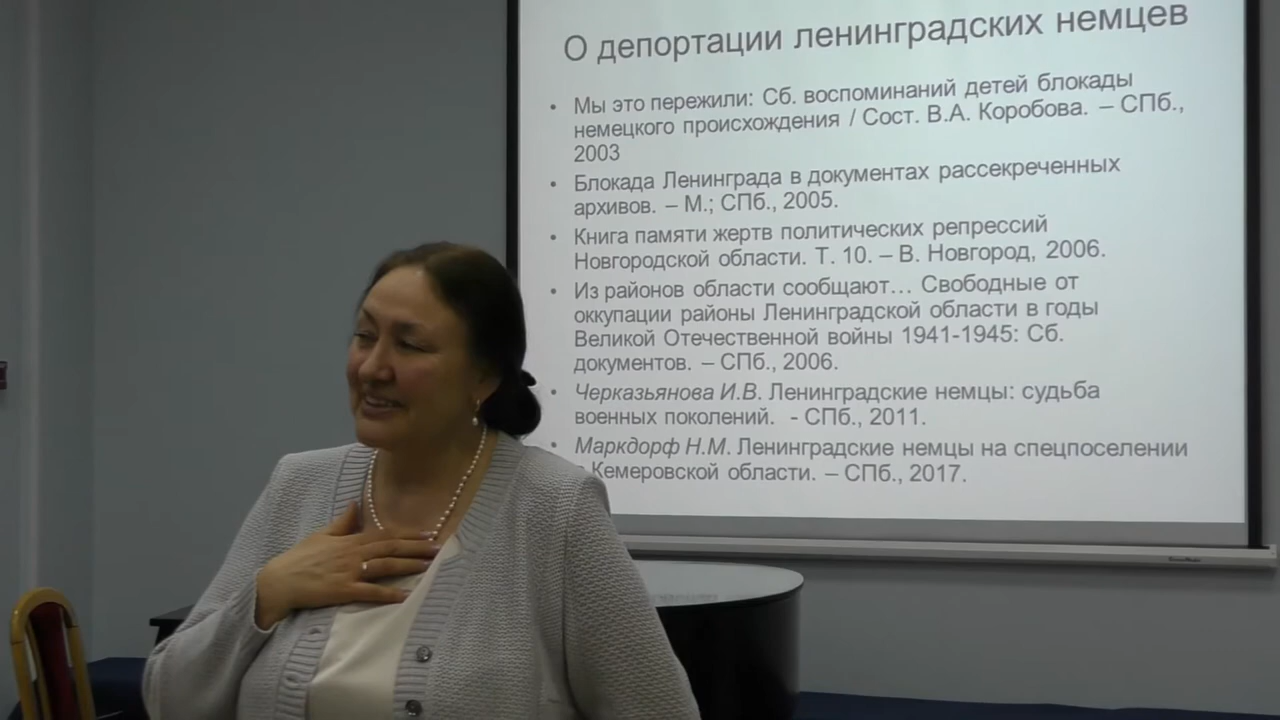 О депортации ленинградских немцев
• Мы это пережили: Сб. воспоминаний детей блокады
немецкого происхождения / Сост. В.А. Коробова. – СПб.,
2003
• Блокада Ленинграда в документах рассекреченных
архивов. – М.; СПб., 2005.
• Книга памяти жертв политических репрессий
Новгородской области. Т. 10. – В. Новгород, 2006.
• Из районов области сообщают… Свободные от
оккупации районы Ленинградской области в годы
Великой Отечественной войны 1941-1945: Сб.
документов. – СПб., 2006.
• Черказьянова И.В. Ленинградские немцы: судьба
военных поколений. - СПб., 2011.
• Маркдорф Н.М. Ленинградские немцы на спецпоселении
Кемеровской области. – СПб., 2017.